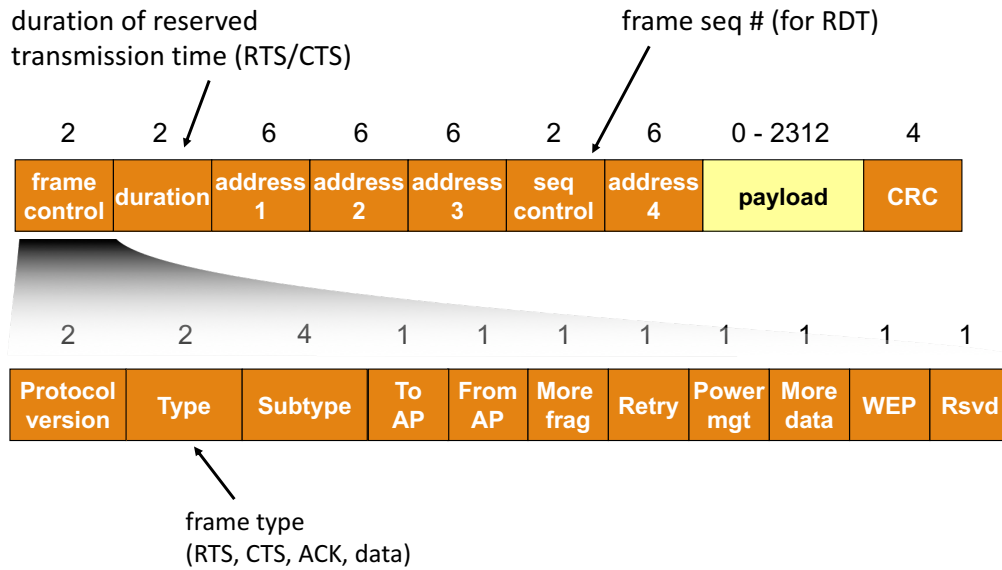 duration of reserved
transmission time (RTS/CTS)
frame seq # (for RDT)
2 2 6 6 6 2 6 0 - 2312 4
frame control duration address 1 address 2 address 3 seq control address 4 payload CRC
2 2 4 1 1 1 1 1 1 1 1
Protocol version Type Subtype To AP From AP More frag Retry Power mgt More data WEP Rsvd
frame type
(RTS, CTS, ACK, data)